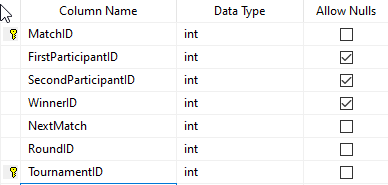 Column Name Data Type Allow Nulls
MatchID int
FirstParticipantID int
SecondParticipantID int
WinnerID int
NextMatch int
RoundID int
TournamentID int